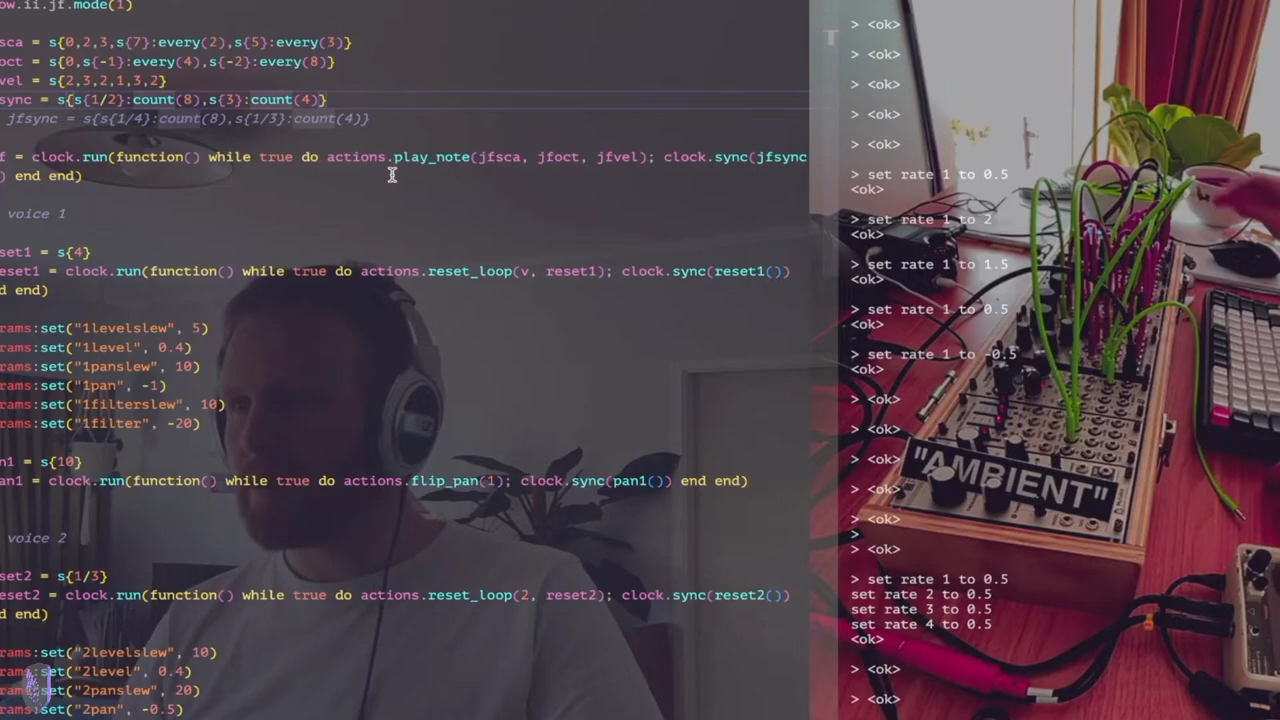 ow.ii.jf.mode(1)
sca = s{0,2,3,s{7}:every(2),s{5}:every(3)}
oct = s{0,s{-1}:every(4),s{-2}:every(8)}
vel = s{2,3,2,1,3,2}
sync = s{s{1/2}:count(8),s{3}:count(4)}
jfsync = s{s{1/4}:count(8),s{1/3}:count(4)}
f = clock.run(function() while true do actions.play_note(jfsca, jfoct, jfvel); clock.sync(jfsync
) end end)
voice 1
set1 = s{4}
eset1 = clock.run(function() while true do actions.reset_loop(v, reset1); clock.sync(reset1())
d end)
rams:set("1levelslew", 5)
rams:set("1level", 0.4)
rams:set("1panslew", 10)
rams:set("1pan", -1)
rams:set("1filterslew", 10)
rams:set("1filter", -20)
n1 = s{10}
an1 = clock.run(function() while true do actions.flip_pan(1); clock.sync(pan1()) end end)
voice 2
set2 = s{1/3}
eset2 = clock.run(function() while true do actions.reset_loop(2, reset2); clock.sync(reset2())
d end)
rams:set("2levelslew", 10)
rams:set("2level", 0.4)
rams:set("2panslew", 20)
rams:set("2pan", -0.5)
> <ok>
> <ok>
> <ok>
> <ok>
> <ok>
> set rate 1 to 0.5
<ok>
> set rate 1 to 2
<ok>
> set rate 1 to 1.5
<ok>
> set rate 1 to 0.5
<ok>
> set rate 1 to -0.5
<ok>
> <ok>
> <ok>
> <ok>
> <ok>
> <ok>
>
> <ok>
> set rate 1 to 0.5
set rate 2 to 0.5
set rate 3 to 0.5
set rate 4 to 0.5
<ok>
> <ok>
> <ok>
T
"AMBIENT"